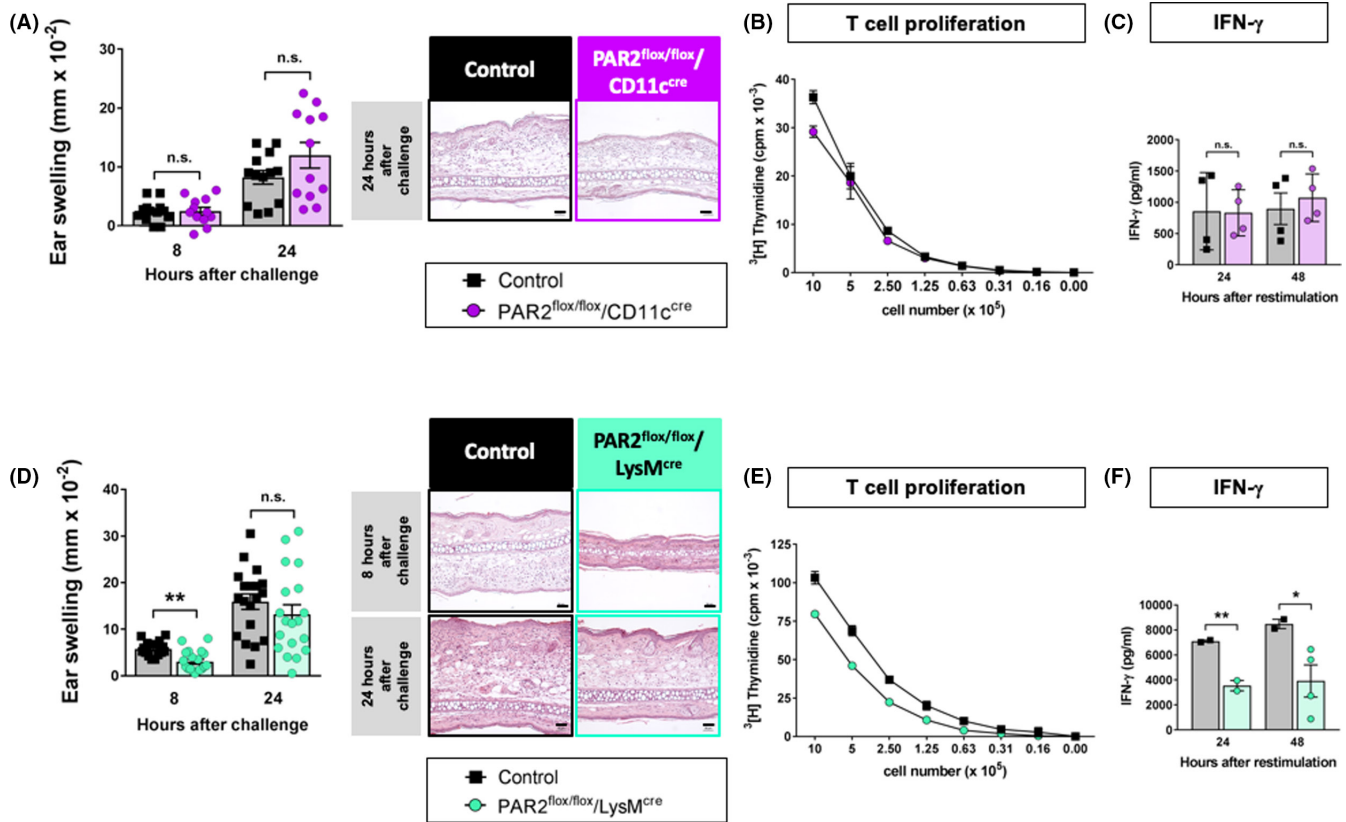 (A)
Ear swelling (mm x 10⁻²)
30
20
10
0
n.s.
n.s.
8
24
Hours after challenge
24 hours
after
challenge
Control
PAR2flox/flox/
CD11ccre
Control
PAR2flox/flox/CD11ccre
(B)
T cell proliferation
³[H] Thymidine (cpm x 10⁻³)
40
30
20
10
0
10 5 2.50 1.25 0.63 0.31 0.16 0.00
cell number (x 10⁵)
(C)
IFN-γ
IFN-γ (pg/ml)
2000
1500
1000
500
0
n.s.
n.s.
24
48
Hours after restimulation
(D)
Ear swelling (mm x 10⁻²)
40
30
20
10
0
**
n.s.
8
24
Hours after challenge
Control
PAR2flox/flox/
LysMcre
8 hours
after
challenge
24 hours
after
challenge
Control
PAR2flox/flox/LysMcre
(E)
T cell proliferation
³[H] Thymidine (cpm x 10⁻³)
125
100
75
50
25
0
10 5 2.50 1.25 0.63 0.31 0.16 0.00
cell number (x 10⁵)
(F)
IFN-γ
IFN-γ (pg/ml)
10000
8000
6000
4000
2000
0
**
*
24
48
Hours after restimulation